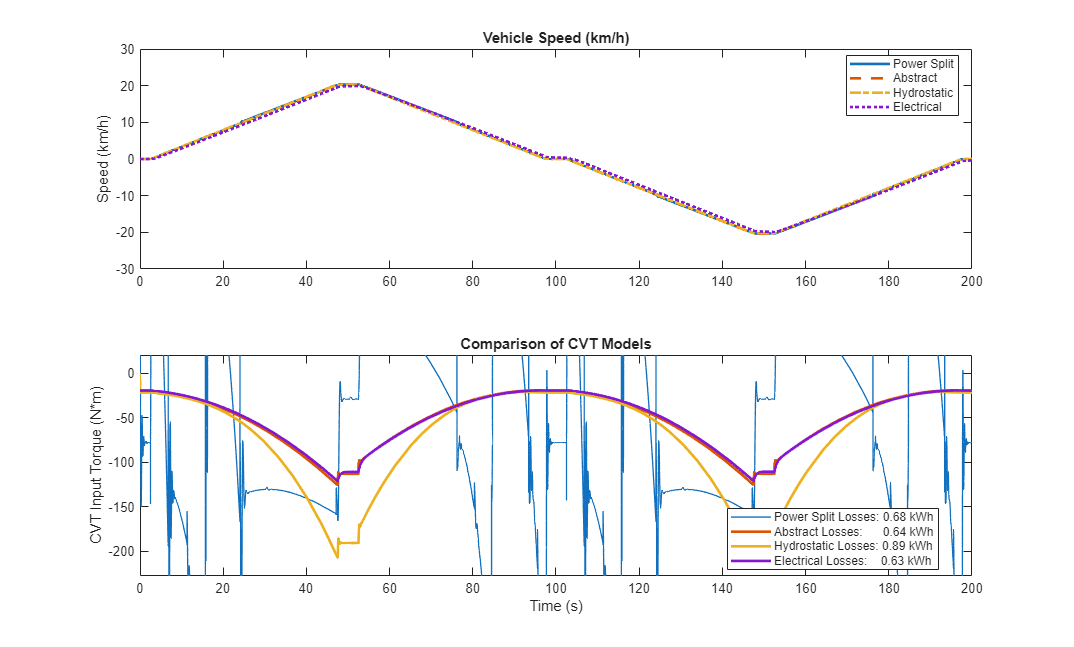 Vehicle Speed (km/h)
30
20
10
0
-10
-20
-30
Speed (km/h)
Power Split
Abstract
Hydrostatic
Electrical
0 20 40 60 80 100 120 140 160 180 200
Comparison of CVT Models
0
-50
-100
-150
-200
CVT Input Torque (N*m)
Power Split Losses: 0.68 kWh
Abstract Losses: 0.64 kWh
Hydrostatic Losses: 0.89 kWh
Electrical Losses: 0.63 kWh
0 20 40 60 80 100 120 140 160 180 200
Time (s)